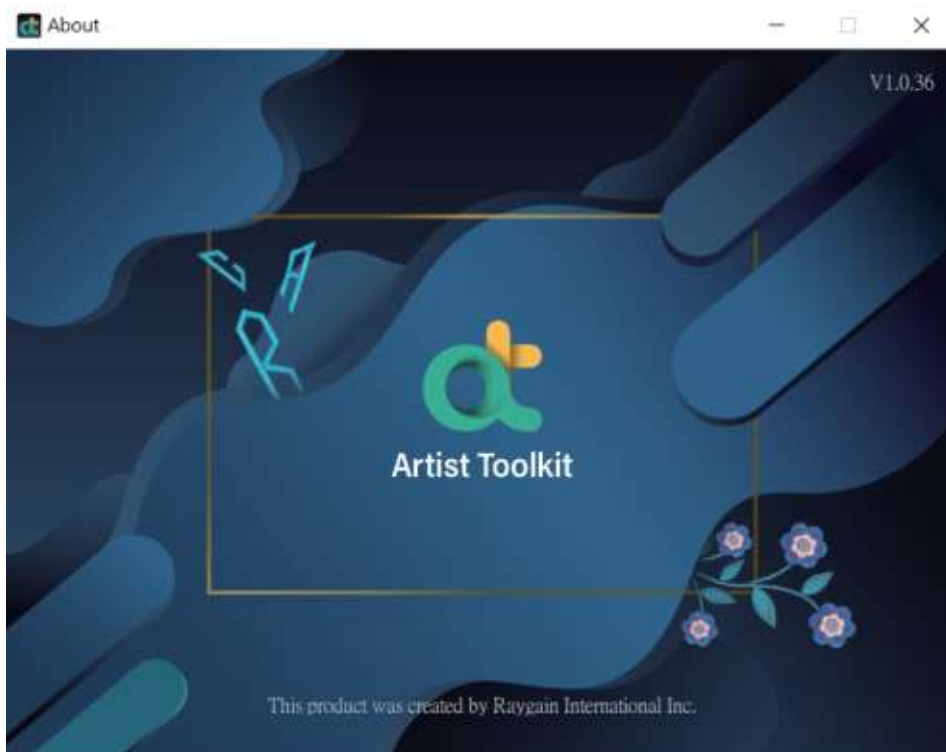 About
V1.0.36
Artist Toolkit
This product was created by Raygain International Inc.